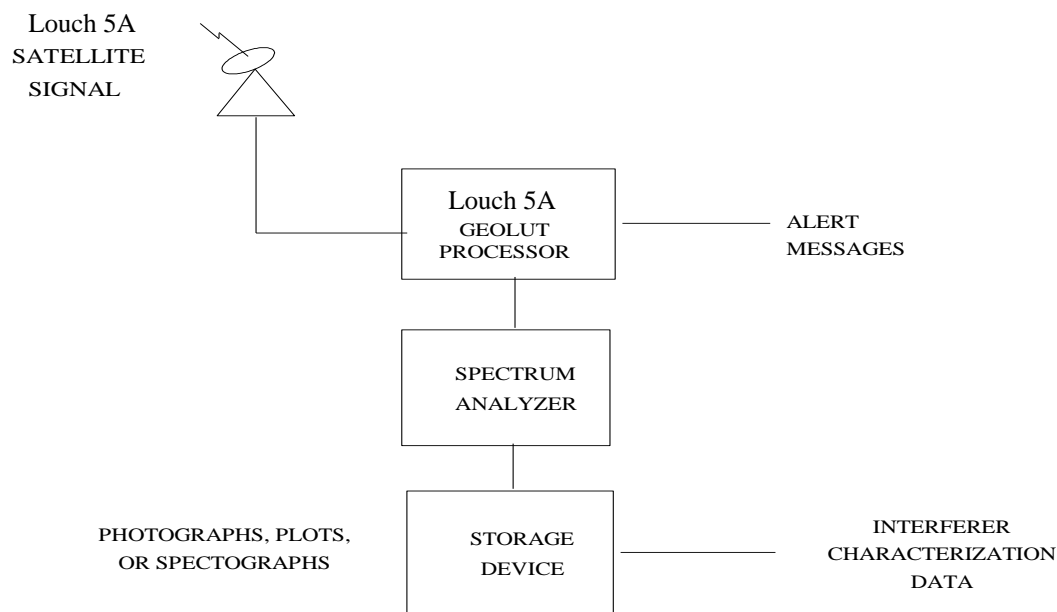 Louch 5A
SATELLITE
SIGNAL
Louch 5A
GEOLUT
PROCESSOR
ALERT
MESSAGES
SPECTRUM
ANALYZER
PHOTOGRAPHS, PLOTS,
OR SPECTOGRAPHS
STORAGE
DEVICE
INTERFERER
CHARACTERIZATION
DATA